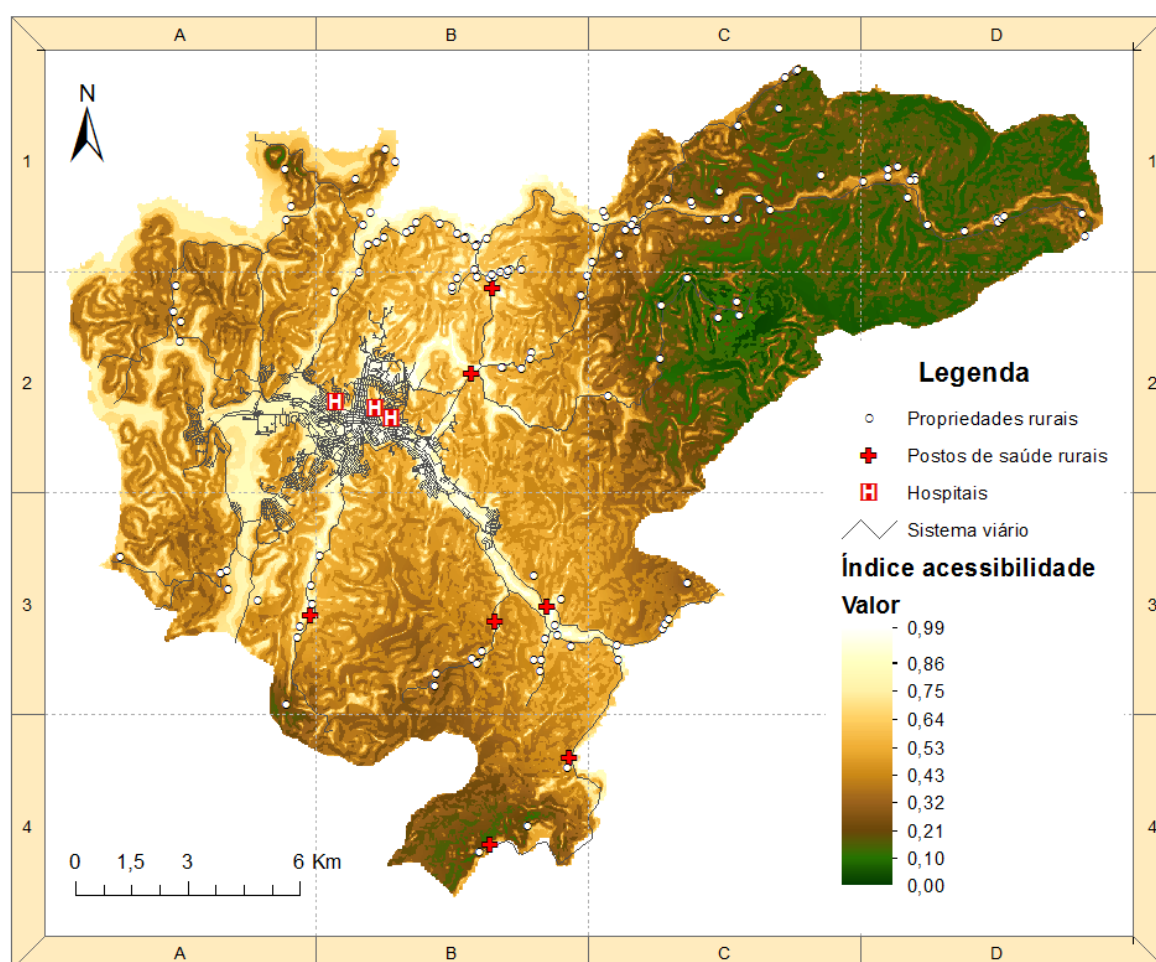 A B C D
N
1 1
2 2
Legenda
Propriedades rurais
Postos de saúde rurais
H Hospitais
H
H
H
Sistema viário
Índice acessibilidade
Valor
3 3
0,99
0,86
0,75
0,64
0,53
0,43
0,32
0,21
0,10
0,00
4 4
0 1,5 3 6 Km
A B C D